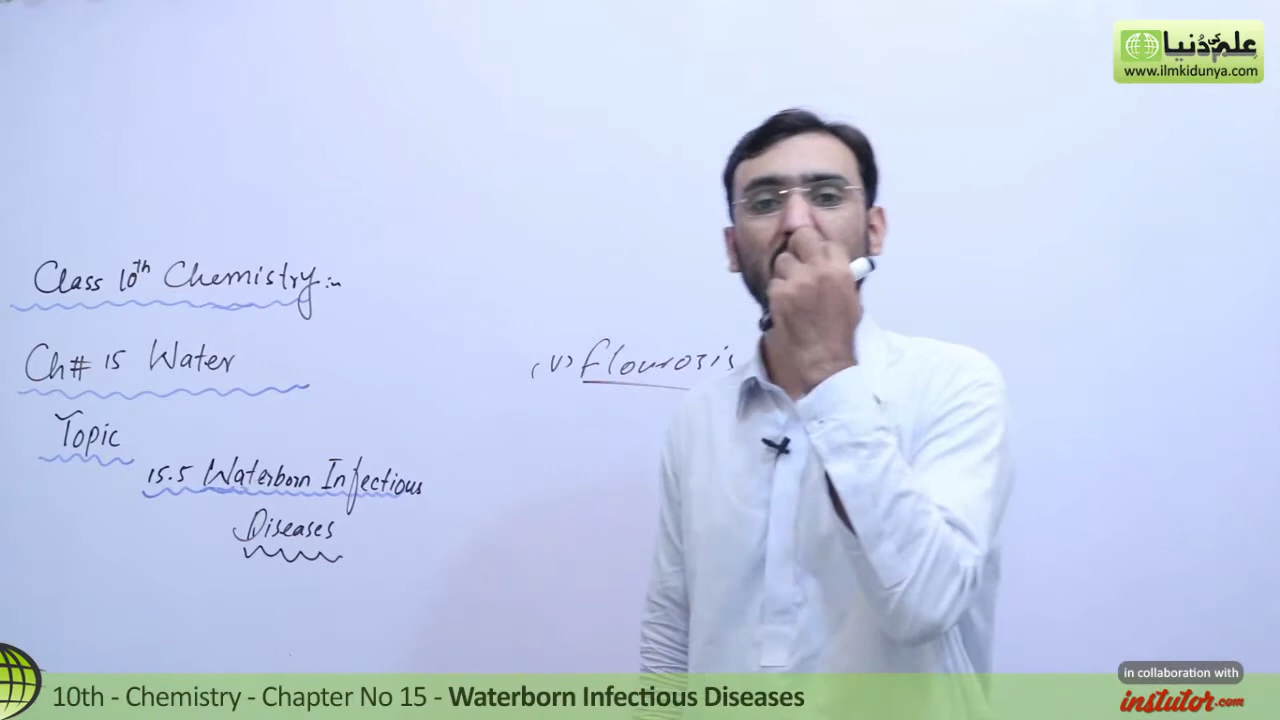 علم کی دُنیا
www.ilmkidunya.com
Class 10th Chemistry:-
Ch# 15 Water
Topic
15.5 Waterborn Infectious
Diseases
(v) Flourosis
10th - Chemistry - Chapter No 15 - Waterborn Infectious Diseases
in collaboration with
instutor.com